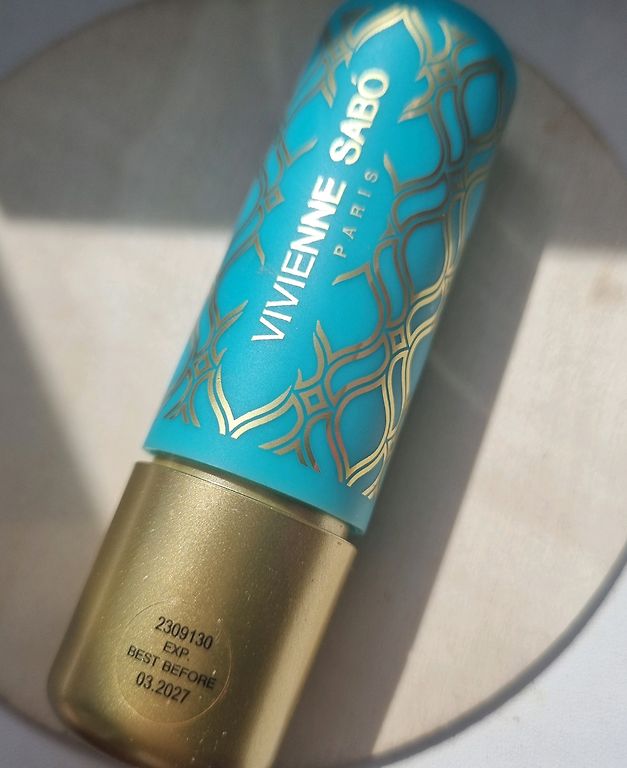 VIVIENNE SABÓ
PARIS
2309130
EXP.
BEST BEFORE
03.2027